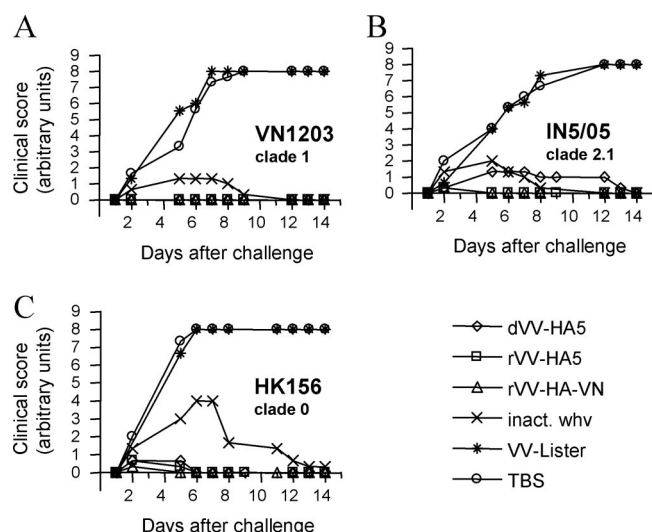 A
Clinical score
(arbitrary units)
9
8
7
6
5
4
3
2
1
0
VN1203
clade 1
2 4 6 8 10 12 14
Days after challenge
B
9
8
7
6
5
4
3
2
1
0
IN5/05
clade 2.1
2 4 6 8 10 12 14
Days after challenge
C
Clinical score
(arbitrary units)
9
8
7
6
5
4
3
2
1
0
HK156
clade 0
2 4 6 8 10 12 14
Days after challenge
dVV-HA5
rVV-HA5
rVV-HA-VN
inact. whv
VV-Lister
TBS